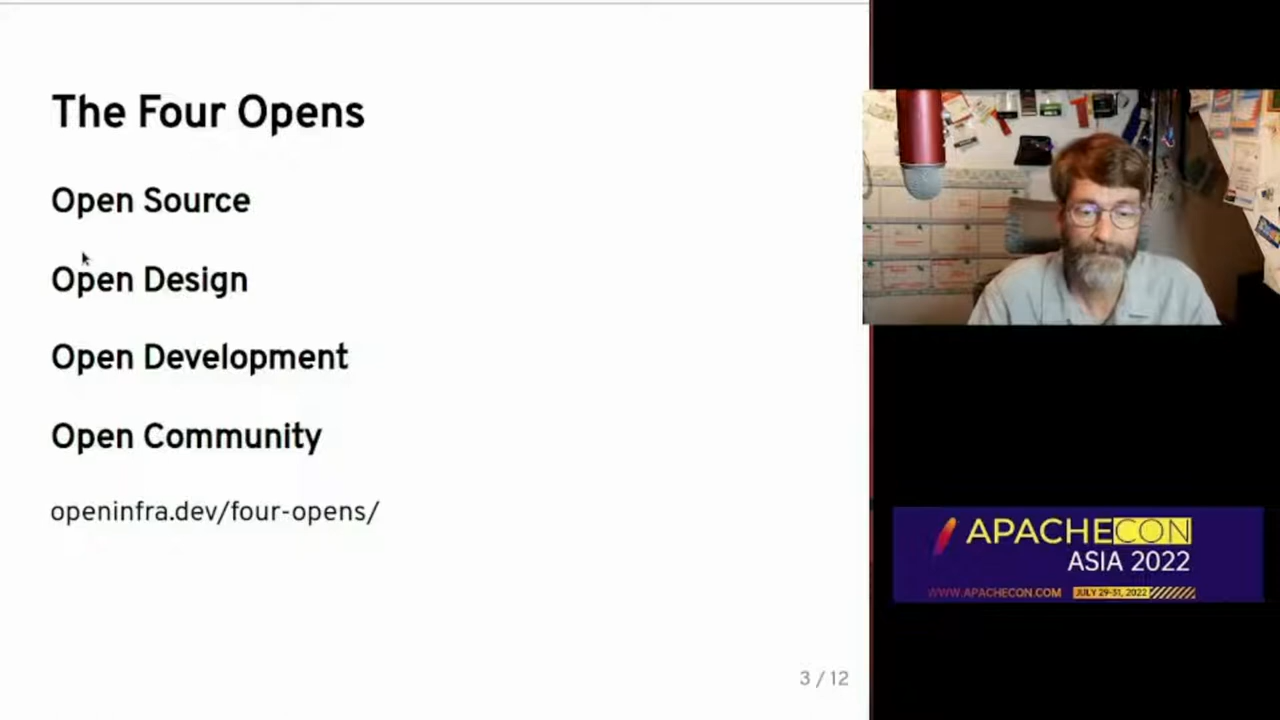 The Four Opens
Open Source
Open Design
Open Development
Open Community
openinfra.dev/four-opens/
3 / 12
APACHECON
ASIA 2022
WWW.APACHECON.COM JULY 29-31, 2022